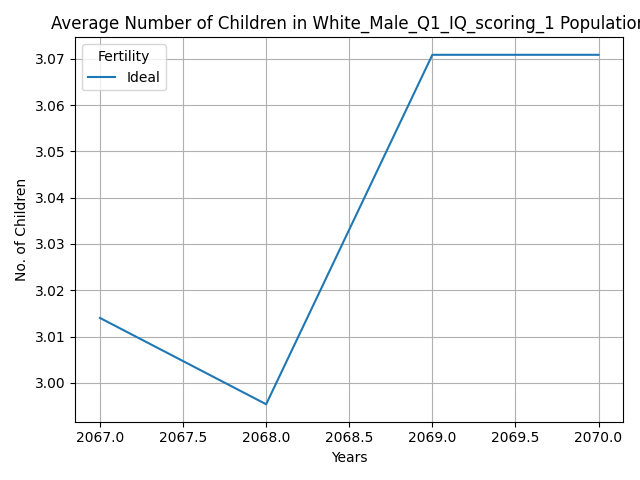 Average Number of Children in White_Male_Q1_IQ_scoring_1 Population
Fertility
Ideal
3.07
3.06
3.05
3.04
3.03
3.02
3.01
3.00
No. of Children
2067.0 2067.5 2068.0 2068.5 2069.0 2069.5 2070.0
Years